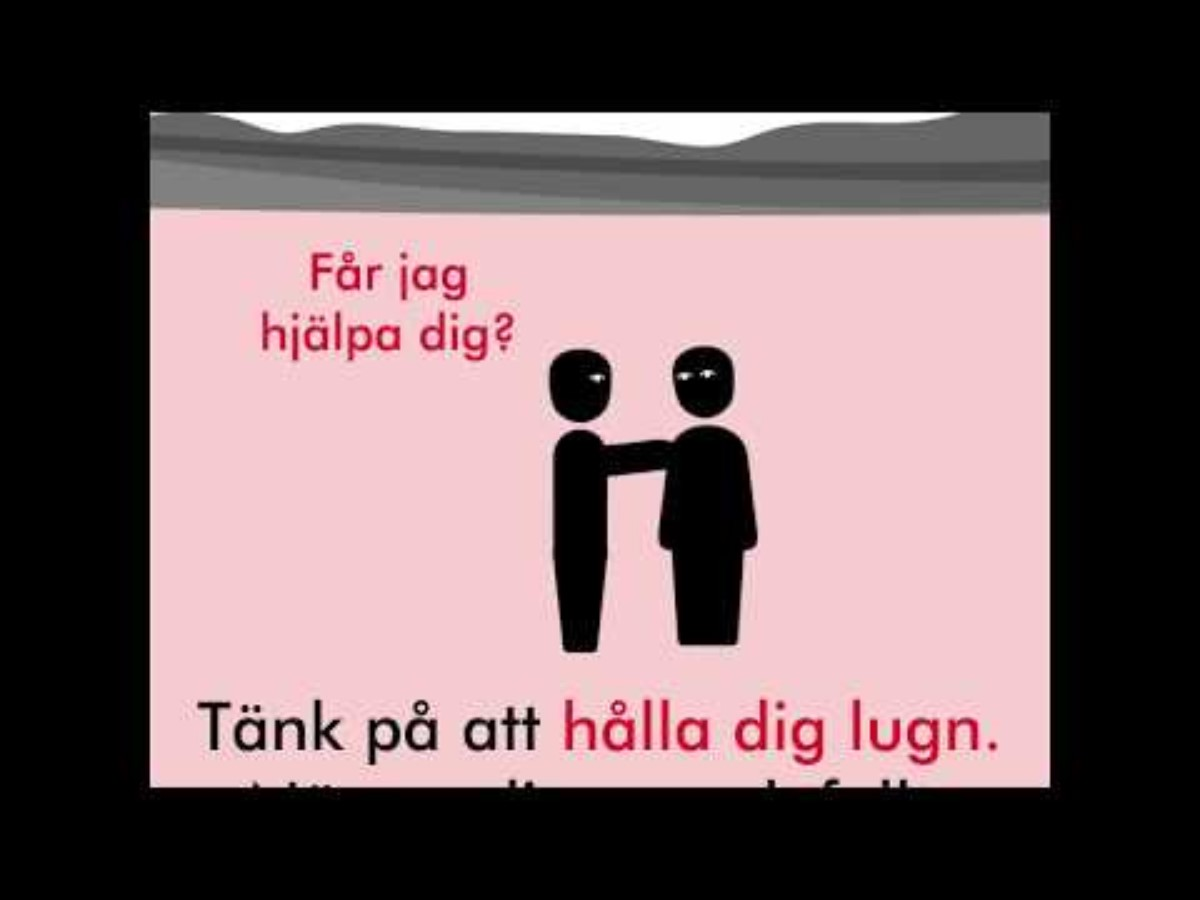 Får jag
hjälpa dig?
Tänk på att hålla dig lugn.